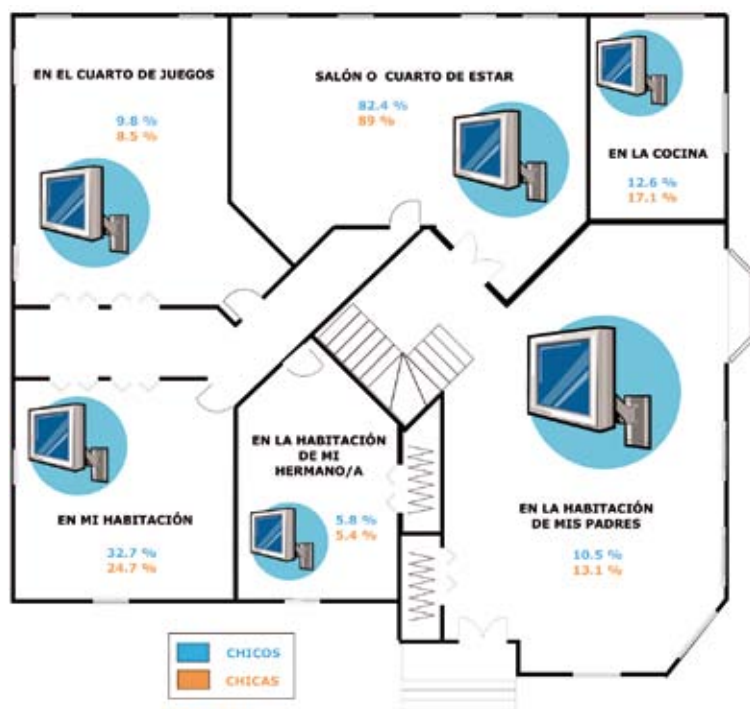 EN EL CUARTO DE JUEGOS
9.8 %
8.5 %
SALÓN O CUARTO DE ESTAR
82.4 %
89 %
EN LA COCINA
12.6 %
17.1 %
EN MI HABITACIÓN
32.7 %
24.7 %
EN LA HABITACIÓN
DE MI
HERMANO/A
5.8 %
5.4 %
EN LA HABITACIÓN
DE MIS PADRES
10.5 %
13.1 %
CHICOS
CHICAS